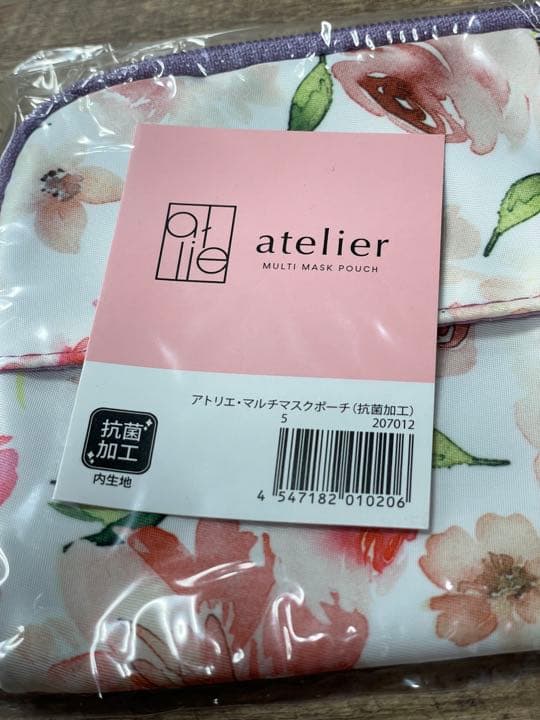 atelier
atelier
MULTI MASK POUCH
アトリエ・マルチマスクポーチ（抗菌加工）
5 207012
抗菌
加工
内生地
4 547182 010206